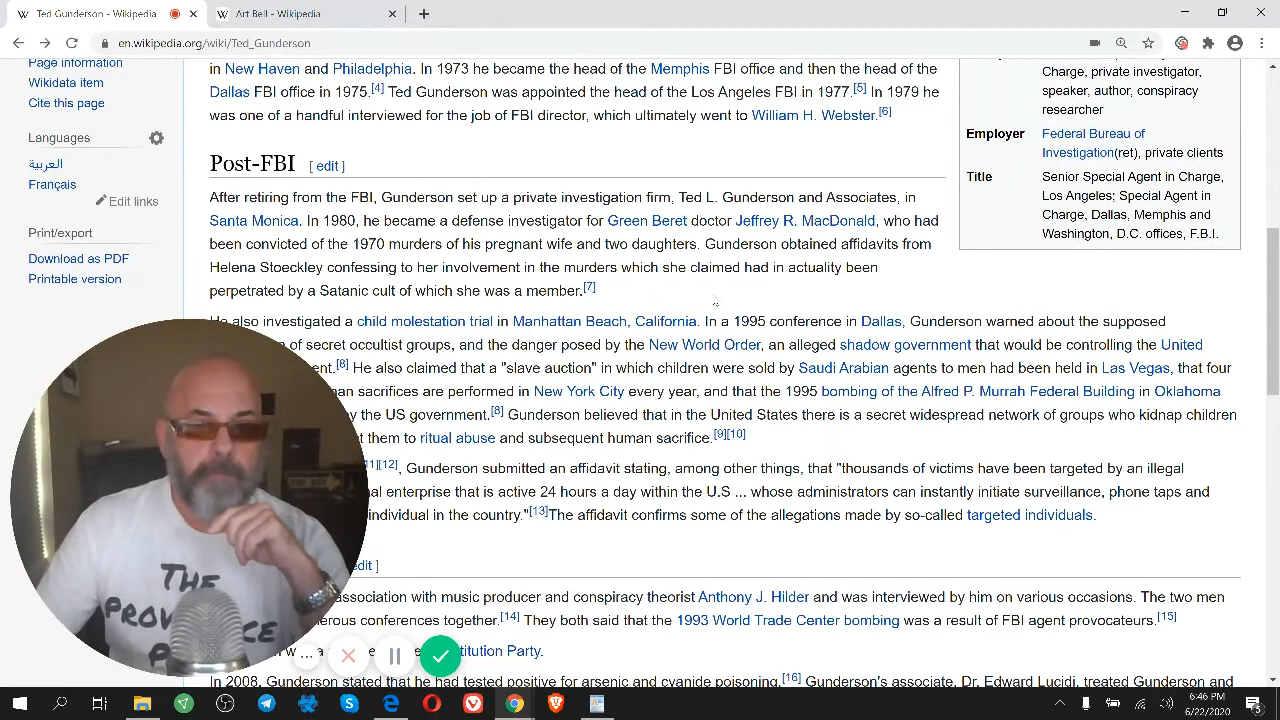 Ted Gunderson - Wikipedia
Art Bell - Wikipedia
en.wikipedia.org/wiki/Ted_Gunderson
Page information
Wikidata item
Cite this page
Languages
العربية
Français
Edit links
Print/export
Download as PDF
Printable version
in New Haven and Philadelphia. In 1973 he became the head of the Memphis FBI office and then the head of the
Dallas FBI office in 1975.[4] Ted Gunderson was appointed the head of the Los Angeles FBI in 1977.[5] In 1979 he
was one of a handful interviewed for the job of FBI director, which ultimately went to William H. Webster.[6]
Post-FBI [ edit ]
After retiring from the FBI, Gunderson set up a private investigation firm, Ted L. Gunderson and Associates, in
Santa Monica. In 1980, he became a defense investigator for Green Beret doctor Jeffrey R. MacDonald, who had
been convicted of the 1970 murders of his pregnant wife and two daughters. Gunderson obtained affidavits from
Helena Stoeckley confessing to her involvement in the murders which she claimed had in actuality been
perpetrated by a Satanic cult of which she was a member.[7]
He also investigated a child molestation trial in Manhattan Beach, California. In a 1995 conference in Dallas, Gunderson warned about the supposed
of secret occultist groups, and the danger posed by the New World Order, an alleged shadow government that would be controlling the United
[8] He also claimed that a "slave auction" in which children were sold by Saudi Arabian agents to men had been held in Las Vegas, that four
sacrifices are performed in New York City every year, and that the 1995 bombing of the Alfred P. Murrah Federal Building in Oklahoma
by the US government.[8] Gunderson believed that in the United States there is a secret widespread network of groups who kidnap children
them to ritual abuse and subsequent human sacrifice.[9][10]
[11][12], Gunderson submitted an affidavit stating, among other things, that "thousands of victims have been targeted by an illegal
enterprise that is active 24 hours a day within the U.S ... whose administrators can instantly initiate surveillance, phone taps and
individual in the country."[13]The affidavit confirms some of the allegations made by so-called targeted individuals.
edit ]
association with music producer and conspiracy theorist Anthony J. Hilder and was interviewed by him on various occasions. The two men
conferences together.[14] They both said that the 1993 World Trade Center bombing was a result of FBI agent provocateurs.[15]
Party.
In 2008, Gunderson stated that he had tested positive for arsenic and cyanide poisoning.[16] Gunderson's associate, Dr. Edward Lucidi, treated Gunderson and
Charge, private investigator,
speaker, author, conspiracy
researcher
Employer Federal Bureau of
Investigation(ret), private clients
Title Senior Special Agent in Charge,
Los Angeles; Special Agent in
Charge, Dallas, Memphis and
Washington, D.C. offices, F.B.I.
THE
6:46 PM
6/22/2020